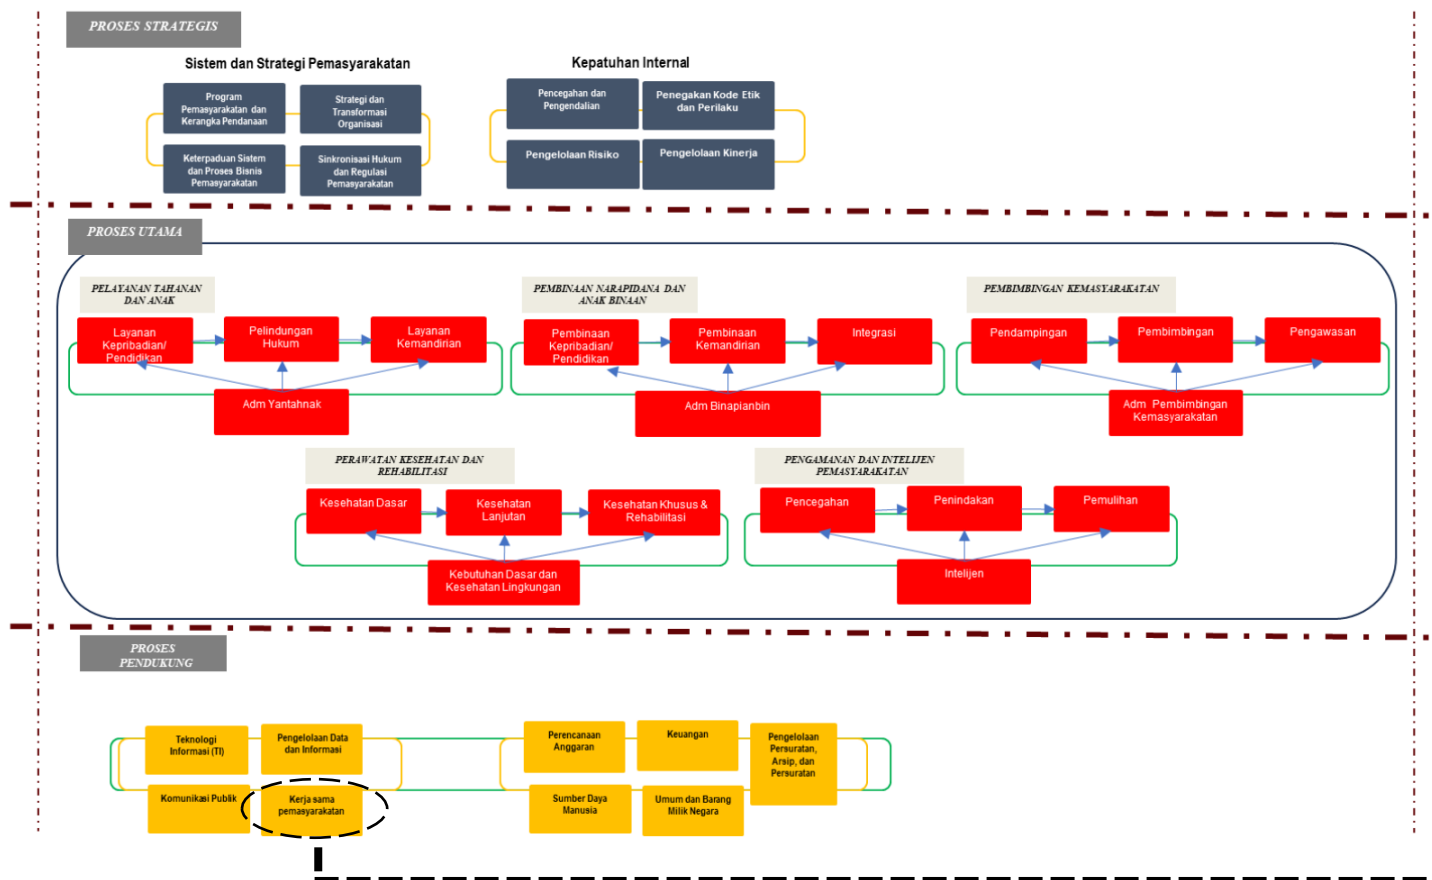 PROSES STRATEGIS
Sistem dan Strategi Pemasyarakatan
Program
Pemasyarakatan dan
Kerangka Pendanaan
Strategi dan
Transformasi
Organisasi
Keterpaduan Sistem
dan Proses Bisnis
Pemasyarakatan
Sinkronisasi Hukum
dan Regulasi
Pemasyarakatan
Kepatuhan Internal
Pencegahan dan
Pengendalian
Penegakan Kode Etik
dan Perilaku
Pengelolaan Risiko
Pengelolaan Kinerja
PROSES UTAMA
PELAYANAN TAHANAN
DAN ANAK
Layanan
Kepribadian/
Pendidikan
Pelindungan
Hukum
Layanan
Kemandirian
Adm Yantahnak
PEMBINAAN NARAPIDANA DAN
ANAK BINAAN
Pembinaan
Kepribadian/
Pendidikan
Pembinaan
Kemandirian
Integrasi
Adm Binapianbin
PEMBIMBINGAN KEMASYARAKATAN
Pendampingan
Pembimbingan
Pengawasan
Adm Pembimbingan
Kemasyarakatan
PERAWATAN KESEHATAN DAN
REHABILITASI
Kesehatan Dasar
Kesehatan
Lanjutan
Kesehatan Khusus &
Rehabilitasi
Kebutuhan Dasar dan
Kesehatan Lingkungan
PENGAMANAN DAN INTELIJEN
PEMASYARAKATAN
Pencegahan
Penindakan
Pemulihan
Intelijen
PROSES
PENDUKUNG
Teknologi
Informasi (TI)
Pengelolaan Data
dan Informasi
Komunikasi Publik
Kerja sama
pemasyarakatan
Perencanaan
Anggaran
Keuangan
Pengelolaan
Persuratan,
Arsip, dan
Persuratan
Sumber Daya
Manusia
Umum dan Barang
Milik Negara